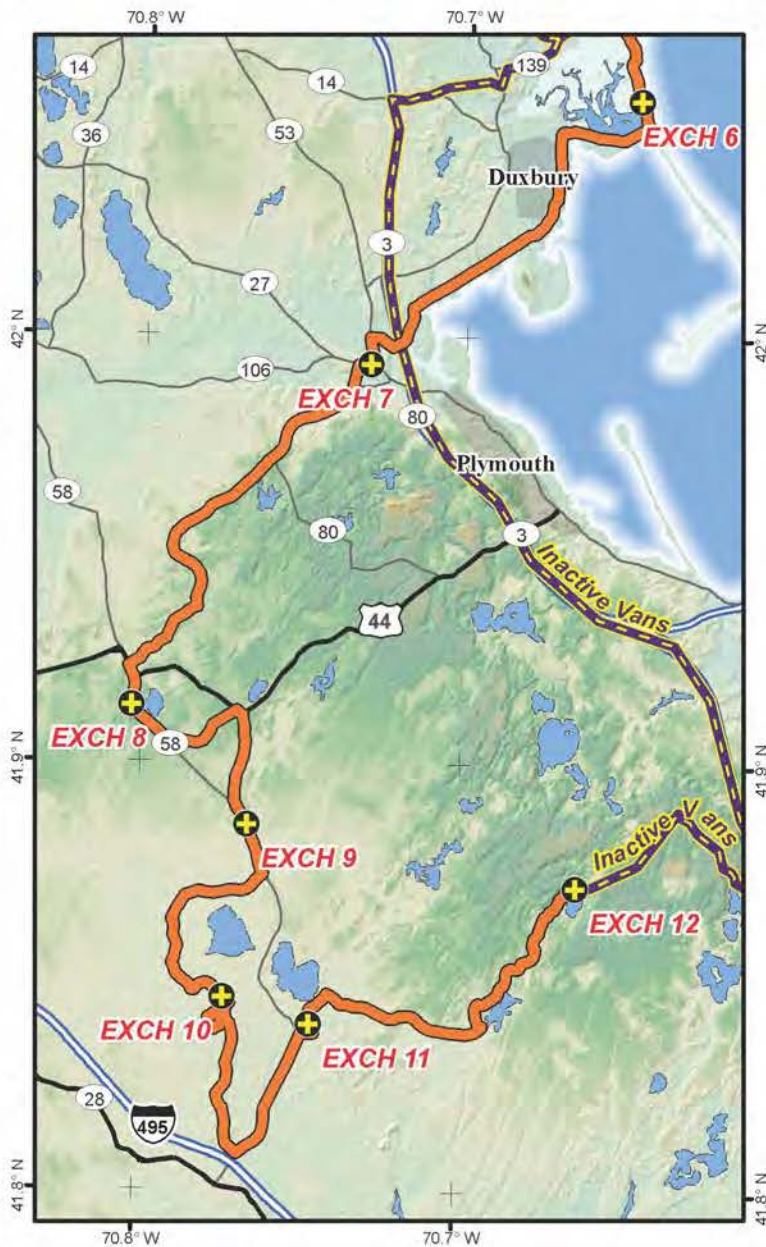 70.8° W
70.7° W
14
139
14
36
53
EXCH 6
Duxbury
3
27
42° N
42° N
106
EXCH 7
80
Plymouth
58
80
3
Inactive Vans
44
EXCH 8
58
41.9° N
41.9° N
EXCH 9
Inactive Vans
EXCH 12
EXCH 10
EXCH 11
28
495
41.8° N
41.8° N
70.8° W
70.7° W